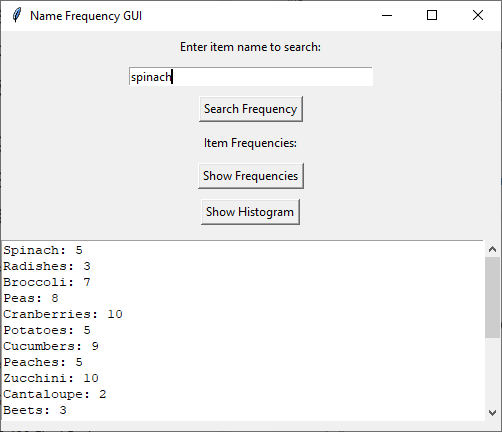 Name Frequency GUI
Enter item name to search:
spinach
Search Frequency
Item Frequencies:
Show Frequencies
Show Histogram
Spinach: 5
Radishes: 3
Broccoli: 7
Peas: 8
Cranberries: 10
Potatoes: 5
Cucumbers: 9
Peaches: 5
Zucchini: 10
Cantaloupe: 2
Beets: 3